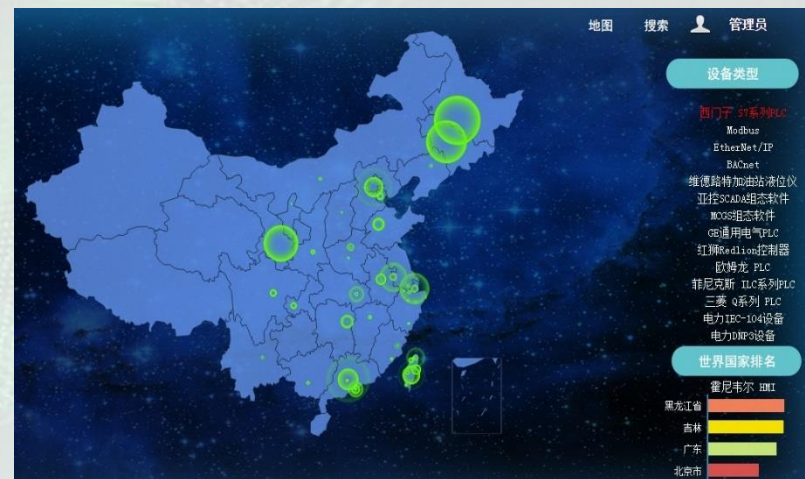 地图 搜索 管理员
设备类型
西门子 S7系列PLC
Modbus
EtherNet/IP
BACnet
维德路特加油站液位仪
亚控SCADA组态软件
MCGS组态软件
GE通用电气PLC
红狮Redlion控制器
欧姆龙 PLC
菲尼克斯 ILC系列PLC
三菱 Q系列 PLC
电力IEC-104设备
电力DNP3设备
世界国家排名
霍尼韦尔 HMI
黑龙江省
吉林
广东
北京市